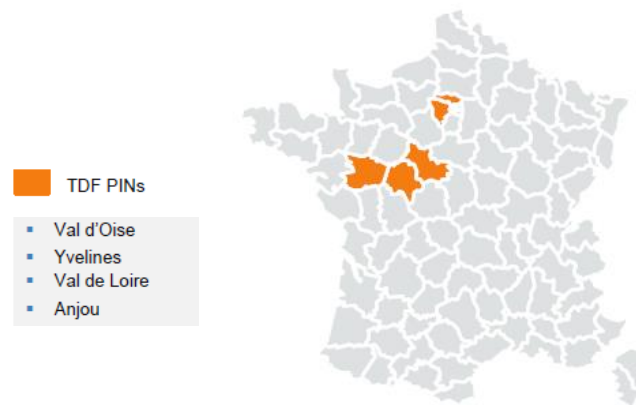 TDF PINs
▪ Val d'Oise
▪ Yvelines
▪ Val de Loire
▪ Anjou